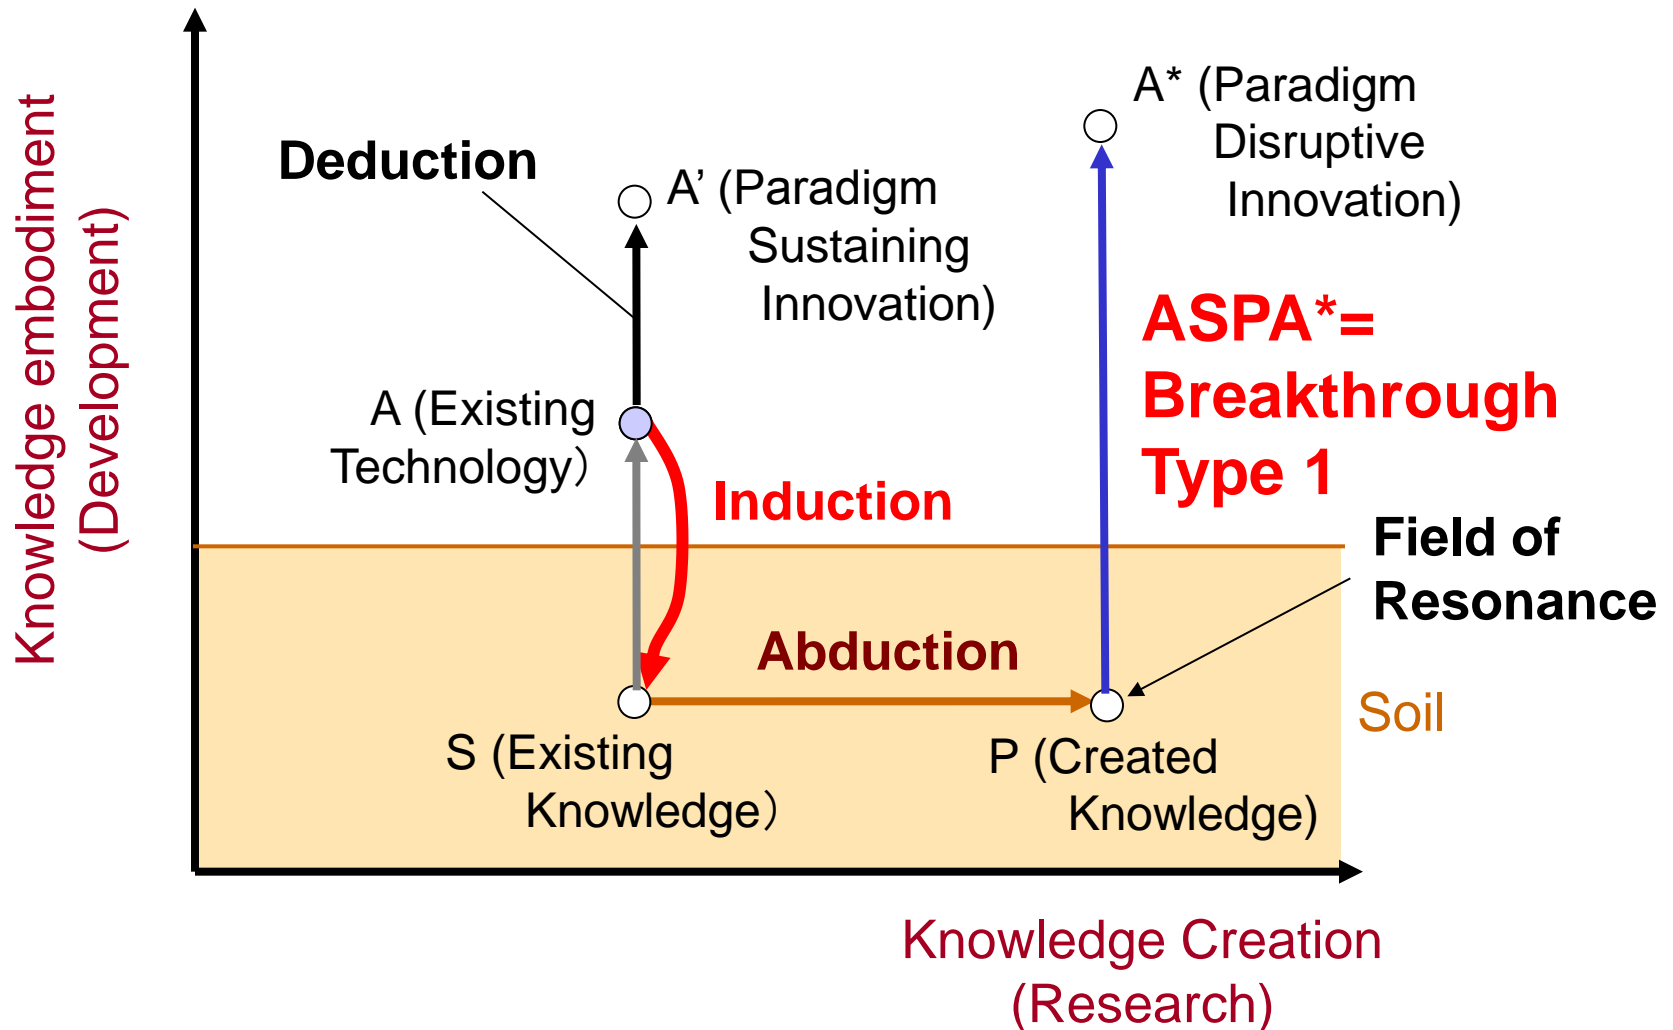 Knowledge embodiment
(Development)
Deduction
A’ (Paradigm
Sustaining
Innovation)
A* (Paradigm
Disruptive
Innovation)
A (Existing
Technology）
ASPA*=
Breakthrough
Type 1
Induction
Field of
Resonance
Abduction
Soil
S (Existing
Knowledge）
P (Created
Knowledge)
Knowledge Creation
(Research)